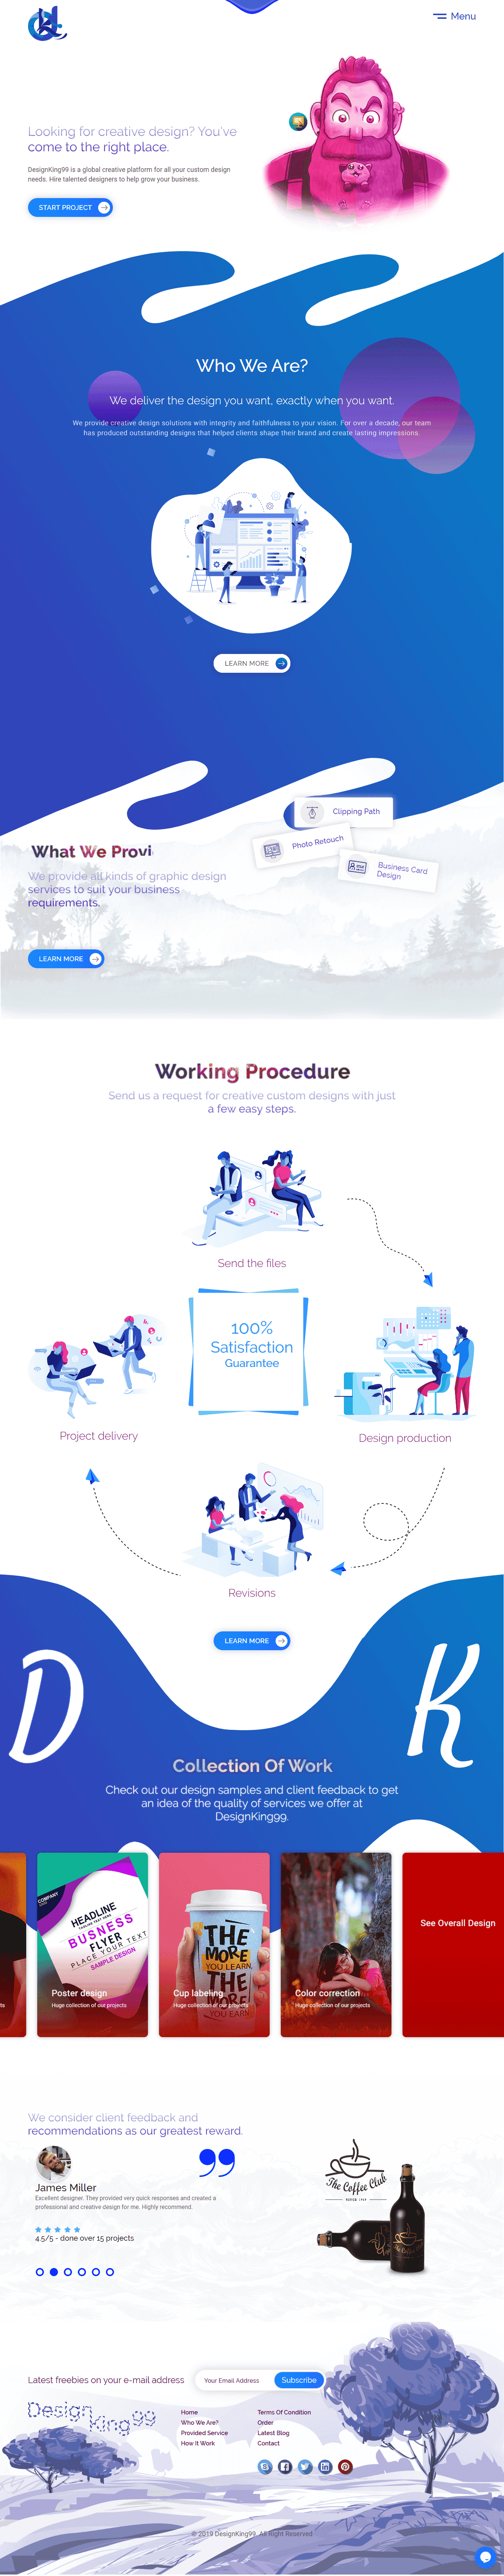 Menu
Looking for creative design? You've
come to the right place.
DesignKing99 is a global creative platform for all your custom design
needs. Hire talented designers to help grow your business.
START PROJECT
Who We Are?
We deliver the design you want, exactly when you want.
We provide creative design solutions with integrity and faithfulness to your vision. For over a decade, our team
has produced outstanding designs that helped clients shape their brand and create lasting impressions.
LEARN MORE
Clipping Path
Photo Retouch
Business Card
Design
What We Provi
We provide all kinds of graphic design
services to suit your business
requirements.
LEARN MORE
Working Procedure
Send us a request for creative custom designs with just
a few easy steps.
Send the files
100%
Satisfaction
Guarantee
Project delivery
Design production
Revisions
LEARN MORE
D K
Collection Of Work
Check out our design samples and client feedback to get
an idea of the quality of services we offer at
DesignKing99.
COMPANY
HEADLINE
BUSNESS
FLYER
PLACE YOUR TEXT
SAMPLE DESIGN
Poster design
Huge collection of our projects
THE
MORE
YOU LEARN
THE
MORE
YOU EARN
Cup labeling
Huge collection of our projects
Color correction
Huge collection of our projects
See Overall Design
We consider client feedback and
recommendations as our greatest reward.
James Miller
Excellent designer. They provided very quick responses and created a
professional and creative design for me. Highly recommend.
4.5/5 - done over 15 projects
The Coffee Club
Latest freebies on your e-mail address
Your Email Address
Subscribe
Design
King99
Home
Who We Are?
Provided Service
How It Work
Terms Of Condition
Order
Latest Blog
Contact
© 2019 DesignKing99. All Right Reserved